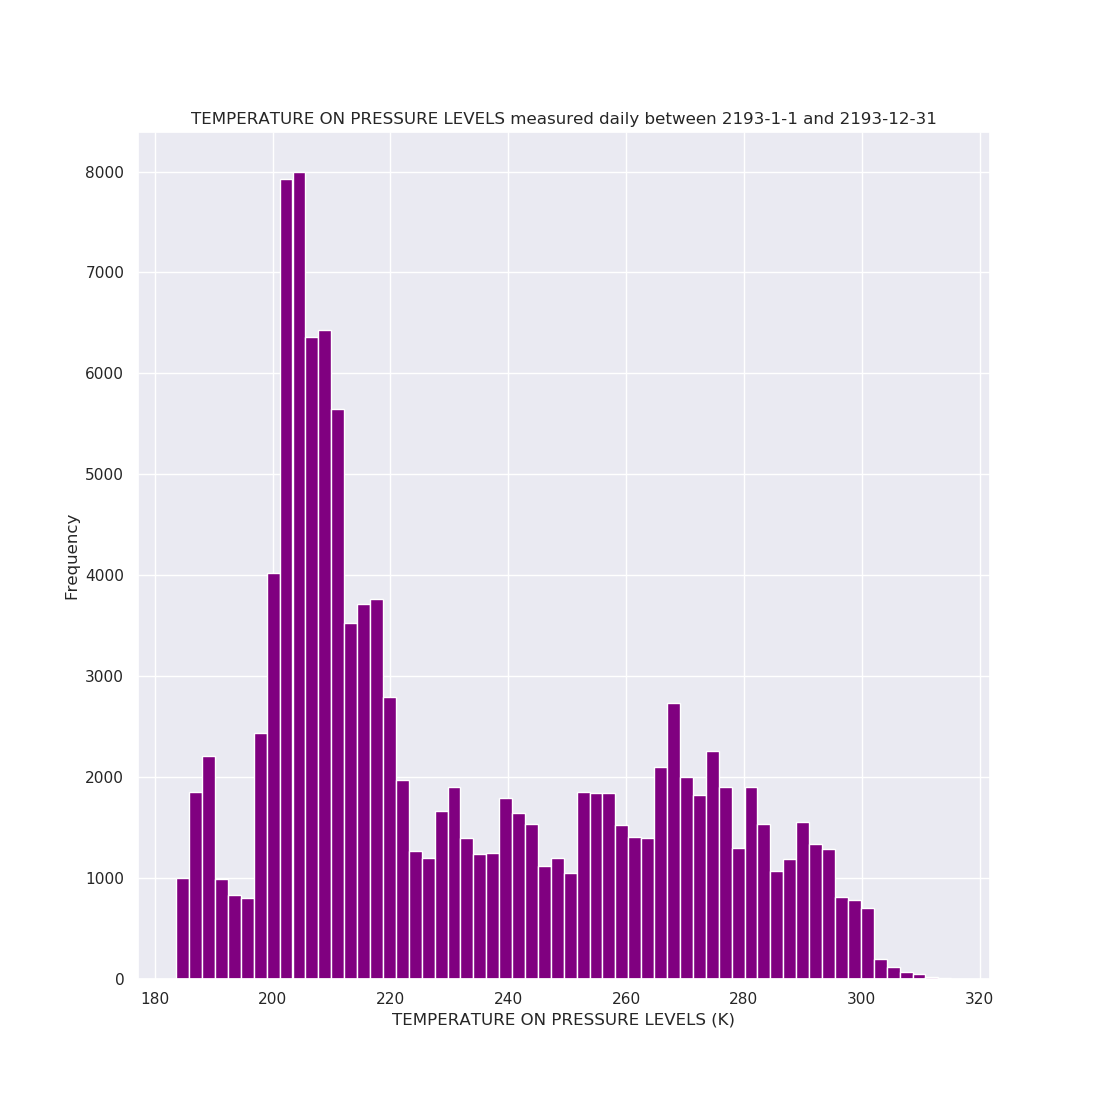 TEMPERATURE ON PRESSURE LEVELS measured daily between 2193-1-1 and 2193-12-31
8000
7000
6000
5000
4000
3000
2000
1000
0
Frequency
180 200 220 240 260 280 300 320
TEMPERATURE ON PRESSURE LEVELS (K)